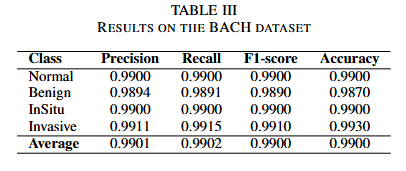 TABLE III
RESULTS ON THE BACH DATASET
Class Precision Recall F1-score Accuracy
Normal 0.9900 0.9900 0.9900 0.9900
Benign 0.9894 0.9891 0.9890 0.9870
InSitu 0.9900 0.9900 0.9900 0.9900
Invasive 0.9911 0.9915 0.9910 0.9930
Average 0.9901 0.9902 0.9900 0.9900